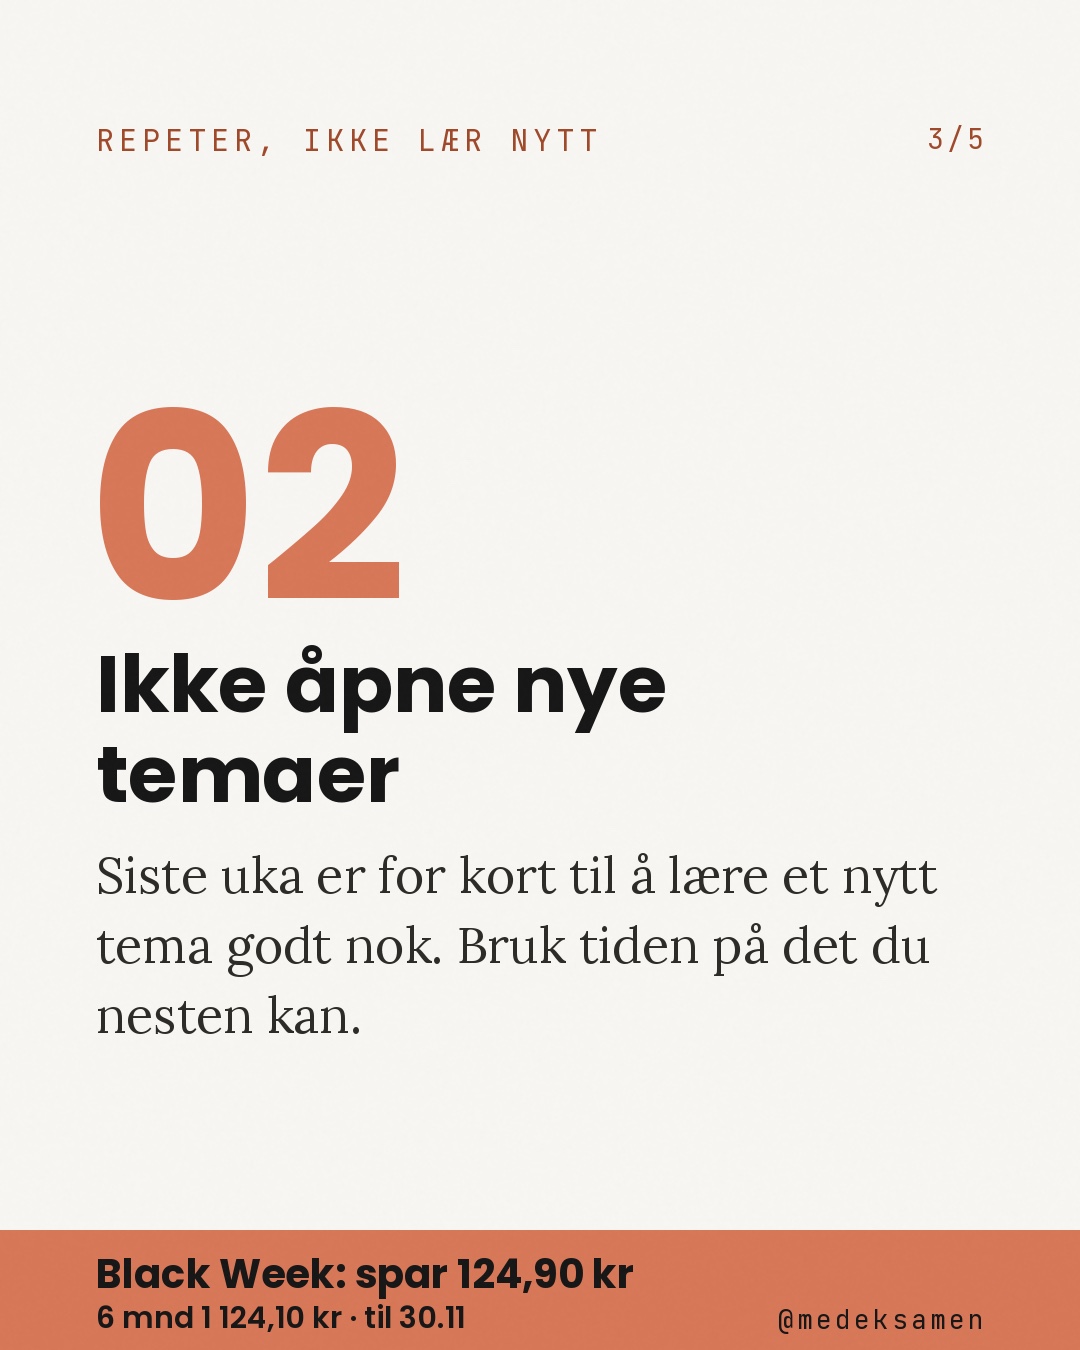 REPETER, IKKE LÆR NYTT
3/5
02
Ikke åpne nye
temaer
Siste uka er for kort til å lære et nytt
tema godt nok. Bruk tiden på det du
nesten kan.
Black Week: spar 124,90 kr
6 mnd 1 124,10 kr · til 30.11
@medeksamen